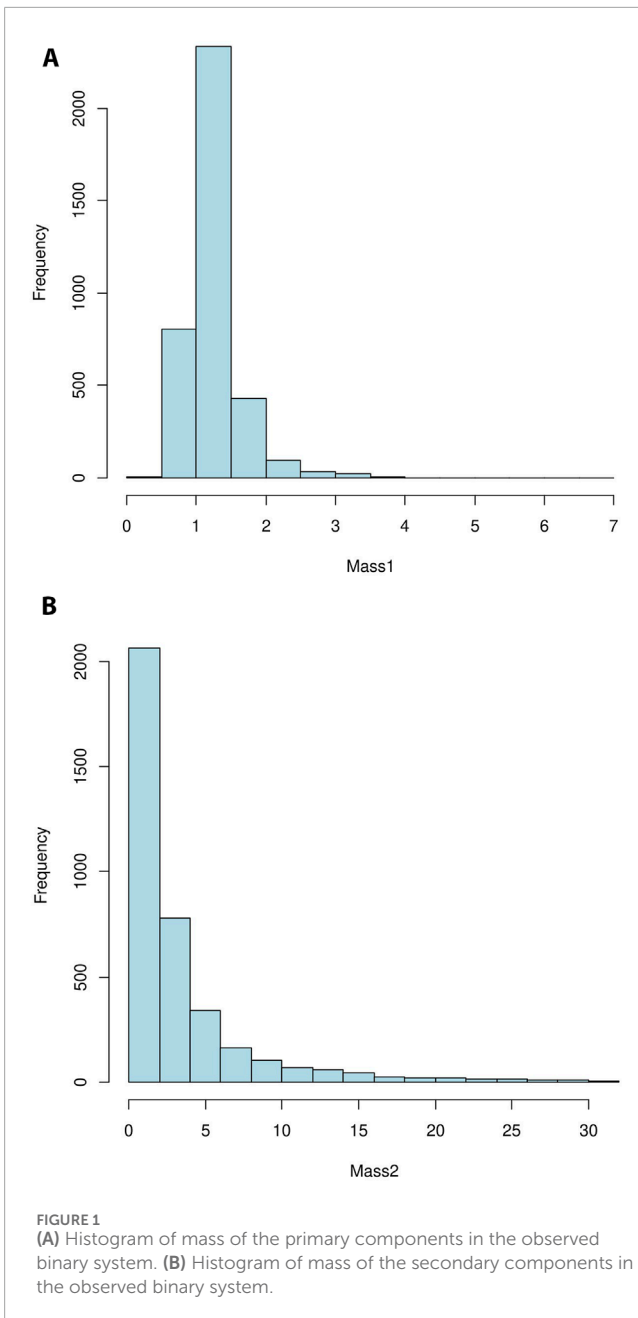 A
2000
1500
1000
500
0
Frequency
0 1 2 3 4 5 6 7
Mass1
B
2000
1500
1000
500
0
Frequency
0 5 10 15 20 25 30
Mass2
FIGURE 1
(A) Histogram of mass of the primary components in the observed
binary system. (B) Histogram of mass of the secondary components in
the observed binary system.